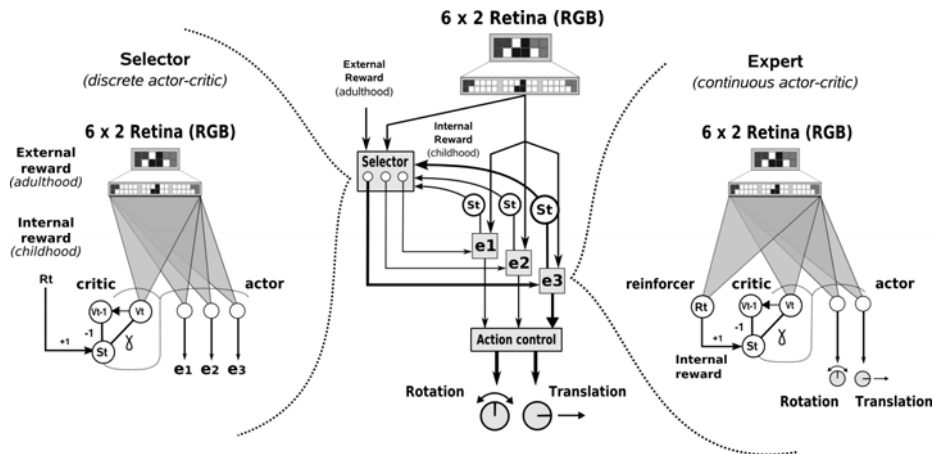 Selector
(discrete actor-critic)
6 x 2 Retina (RGB)
External
reward
(adulthood)
Internal
reward
(childhood)
Rt
critic
actor
Vt-1
Vt
-1
St
+1
ɣ
e1
e2
e3
6 x 2 Retina (RGB)
External
Reward
(adulthood)
Internal
Reward
(childhood)
Selector
St
St
St
e1
e2
e3
Action control
Rotation
Translation
Expert
(continuous actor-critic)
6 x 2 Retina (RGB)
reinforcer
critic
actor
Rt
Vt-1
Vt
-1
+1
St
ɣ
Internal
reward
Rotation
Translation